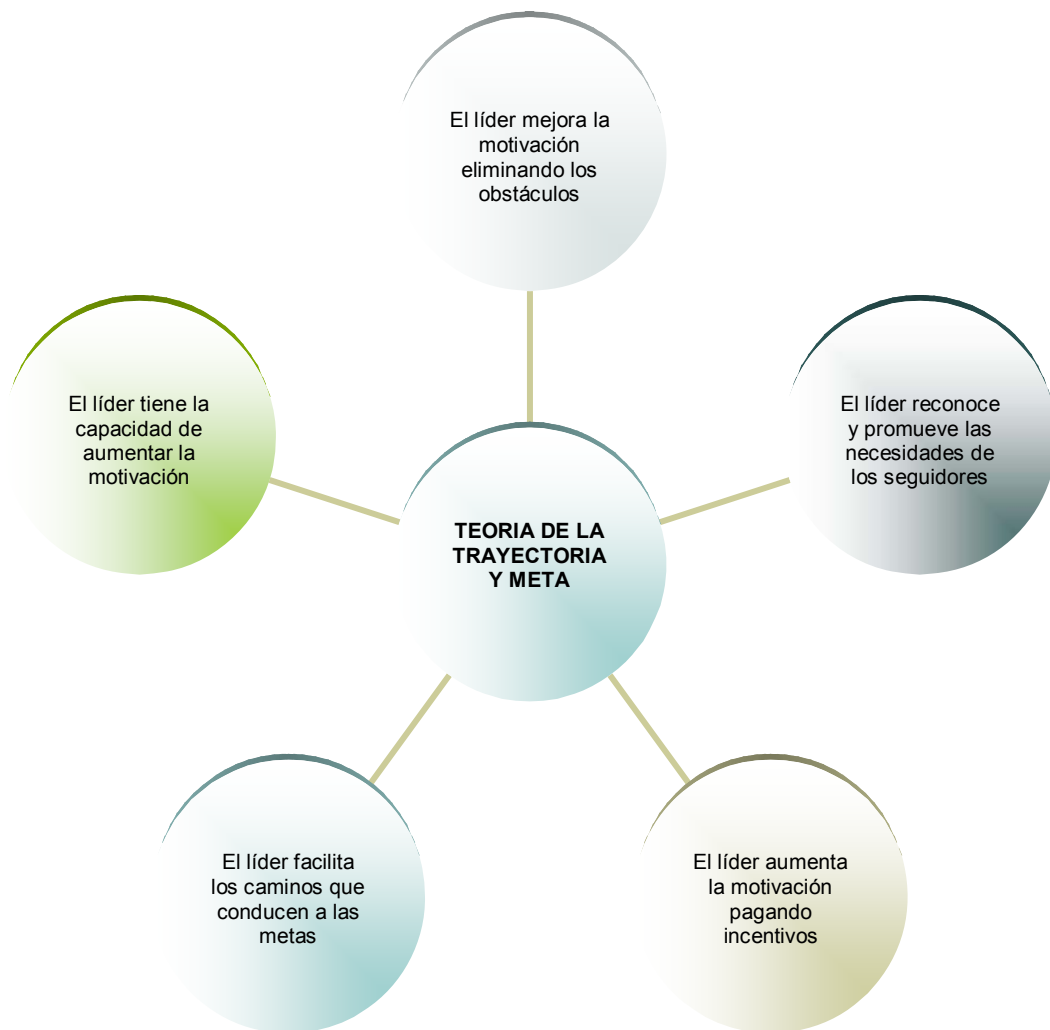 El líder mejora la
motivación
eliminando los
obstáculos
El líder tiene la
capacidad de
aumentar la
motivación
El líder reconoce
y promueve las
necesidades de
los seguidores
TEORIA DE LA
TRAYECTORIA
Y META
El líder facilita
los caminos que
conducen a las
metas
El líder aumenta
la motivación
pagando
incentivos